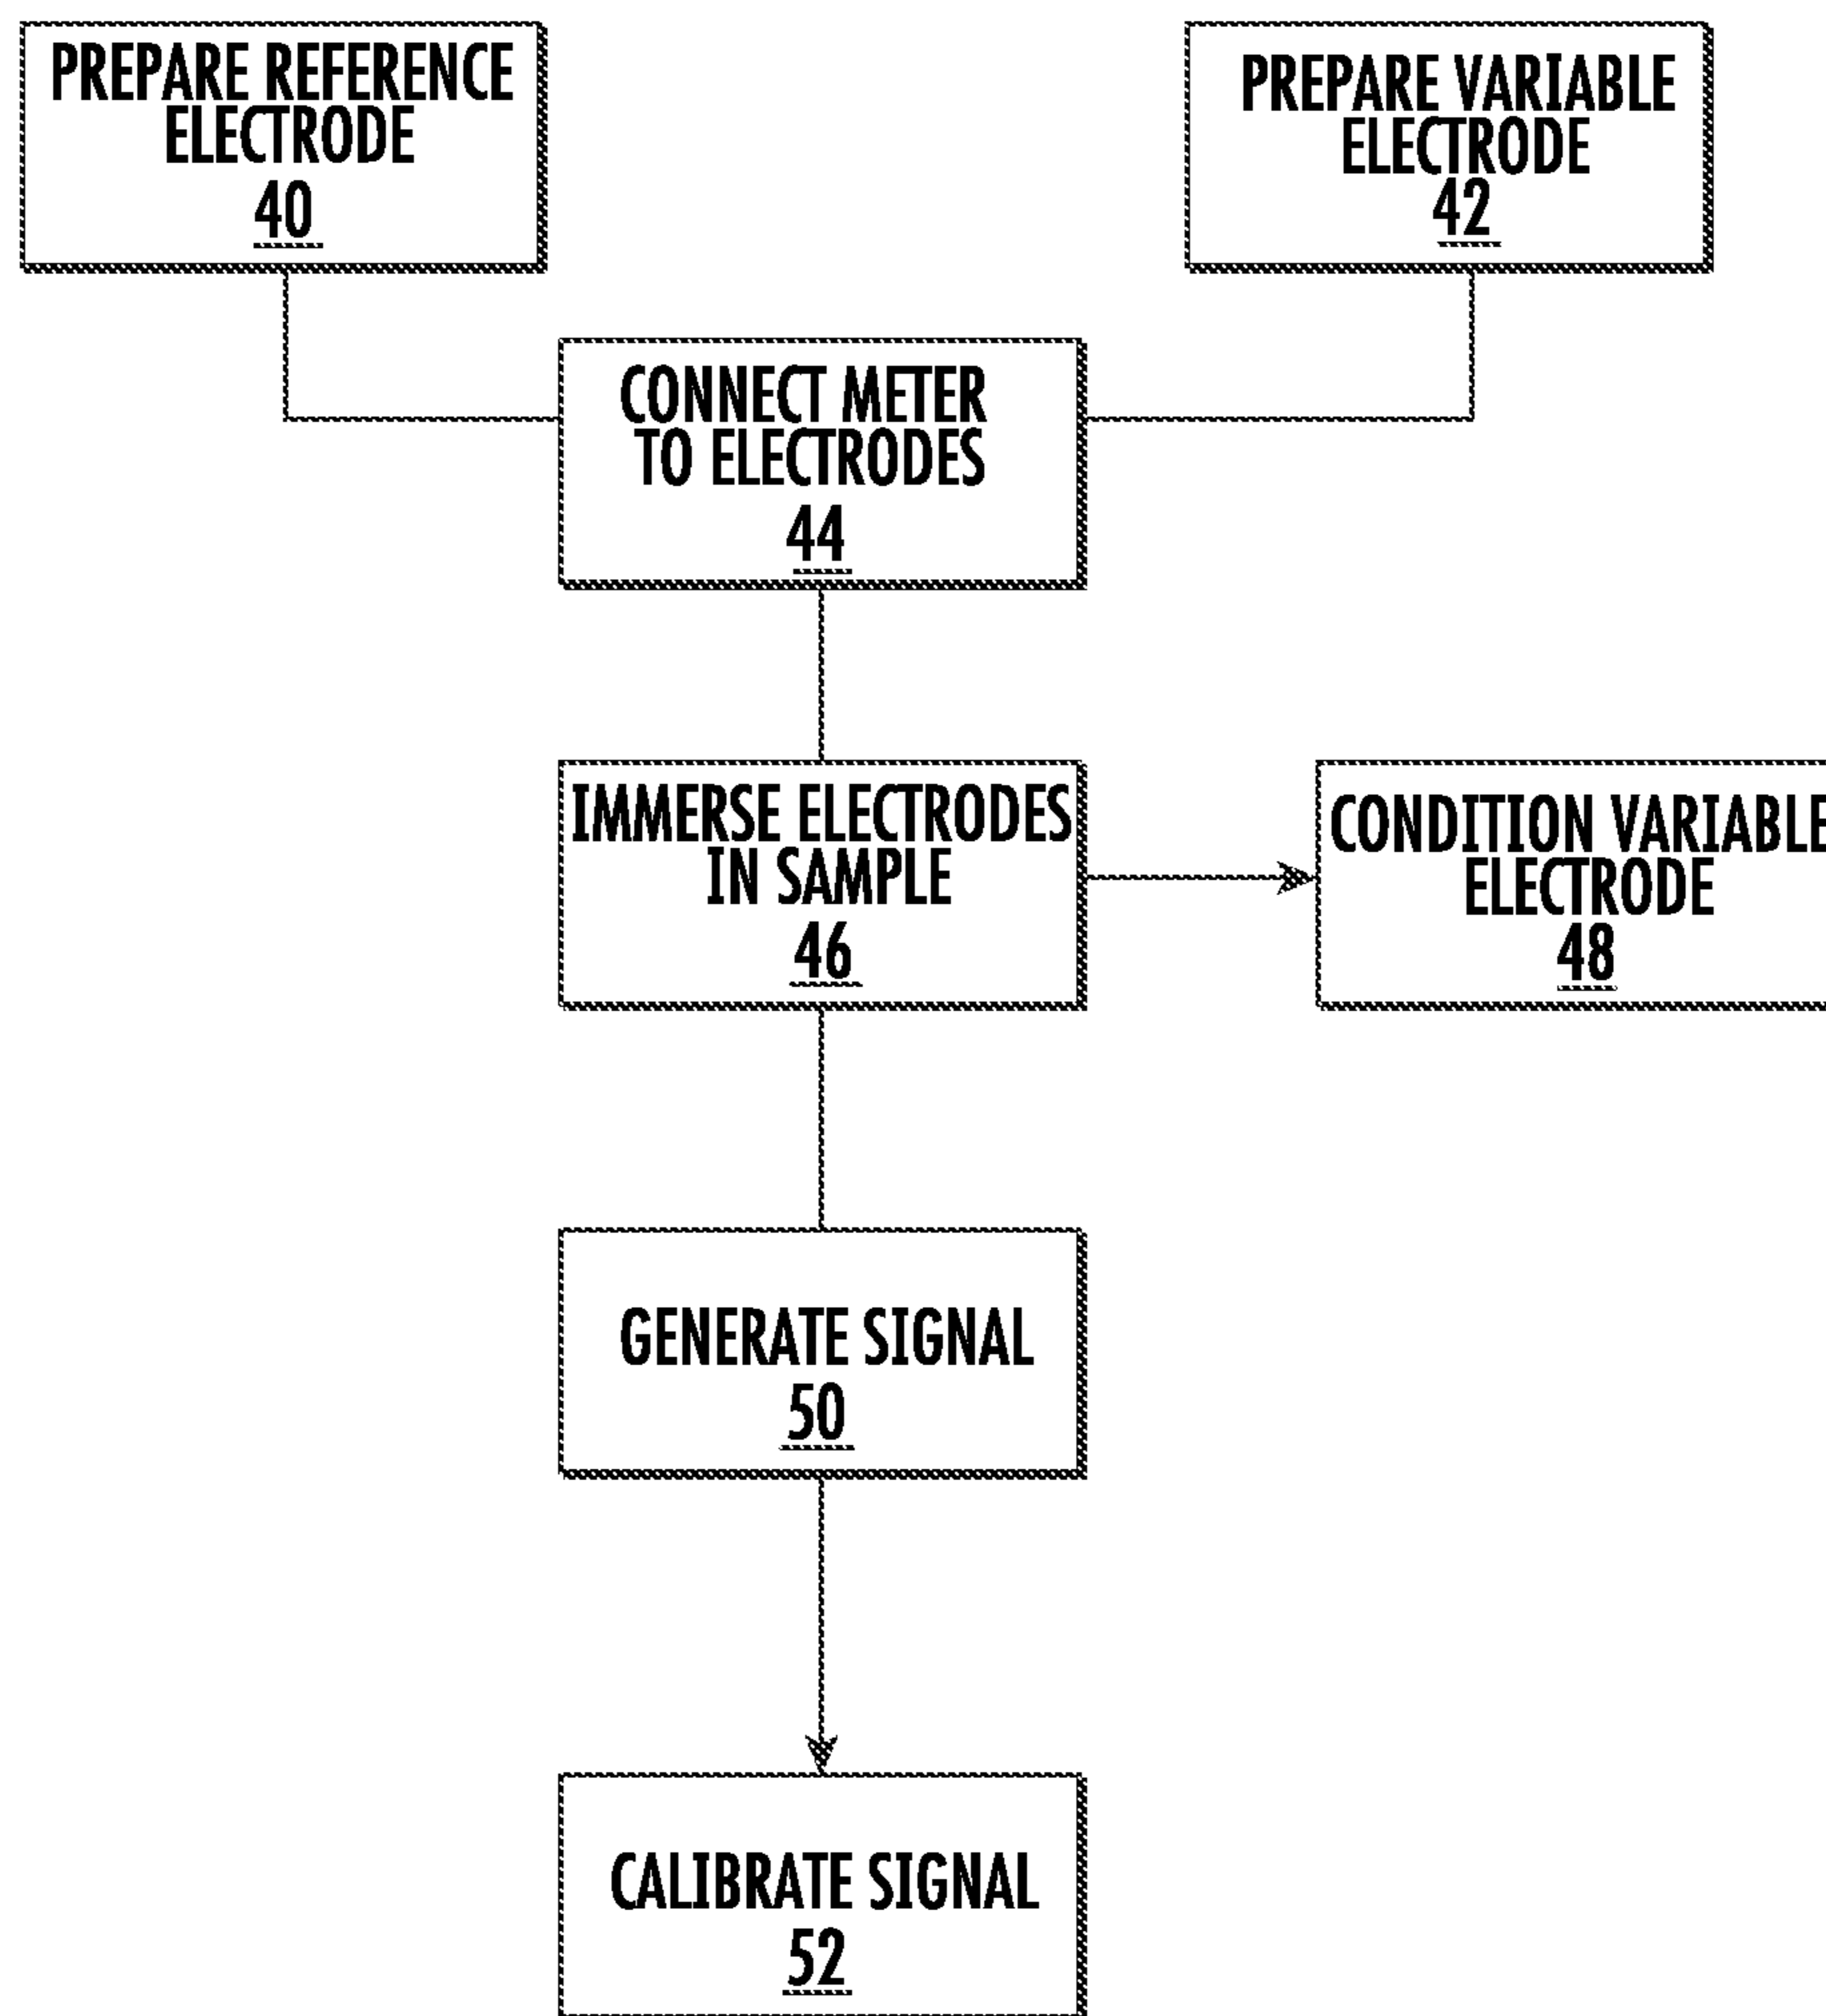 PREPARE REFERENCE
ELECTRODE
40
PREPARE VARIABLE
ELECTRODE
42
CONNECT METER
TO ELECTRODES
44
IMMERSE ELECTRODES
IN SAMPLE
46
CONDITION VARIABLE
ELECTRODE
48
GENERATE SIGNAL
50
CALIBRATE SIGNAL
52